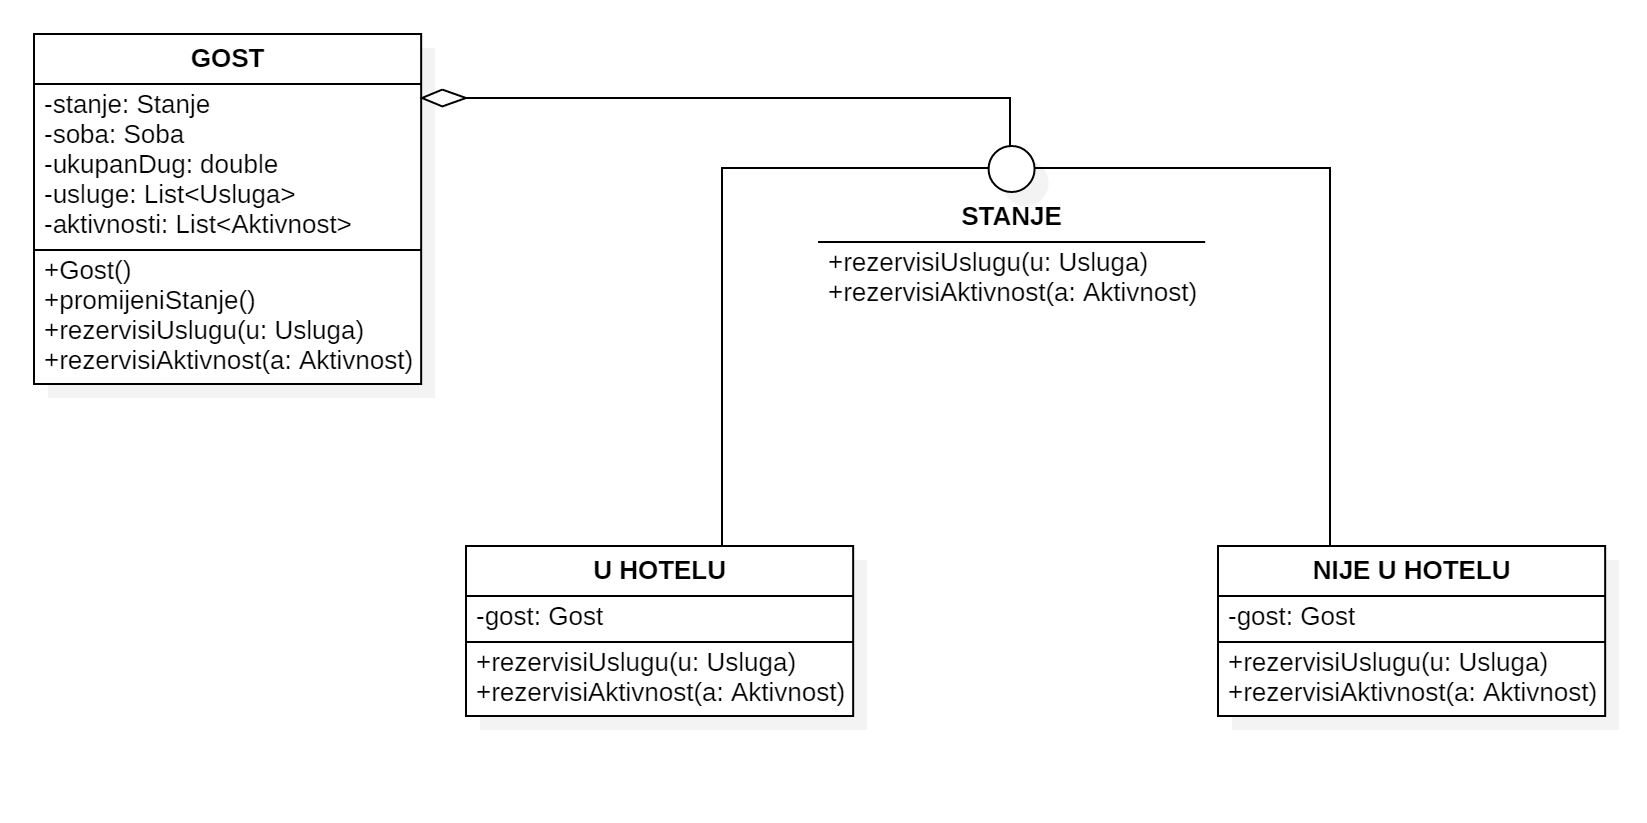 GOST
-stanje: Stanje
-soba: Soba
-ukupanDug: double
-usluge: List<Usluga>
-aktivnosti: List<Aktivnost>
+Gost()
+promijeniStanje()
+rezervisiUslugu(u: Usluga)
+rezervisiAktivnost(a: Aktivnost)
STANJE
+rezervisiUslugu(u: Usluga)
+rezervisiAktivnost(a: Aktivnost)
U HOTELU
-gost: Gost
+rezervisiUslugu(u: Usluga)
+rezervisiAktivnost(a: Aktivnost)
NIJE U HOTELU
-gost: Gost
+rezervisiUslugu(u: Usluga)
+rezervisiAktivnost(a: Aktivnost)